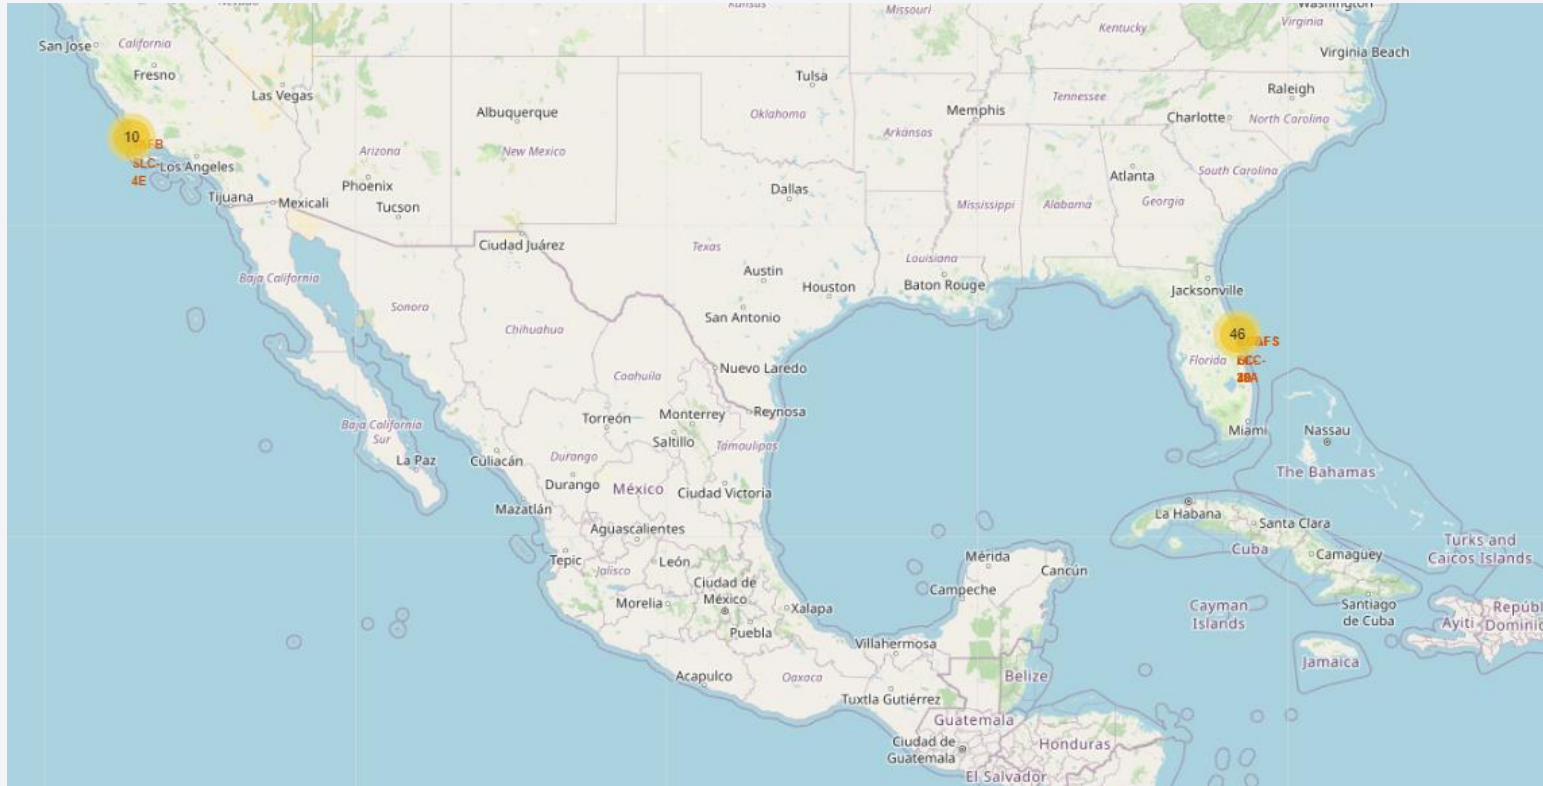 Nevada
Kansas
Missouri
Kentucky
Washington
Virginia
San Jose
California
Virginia Beach
Fresno
Las Vegas
Tulsa
Raleigh
Albuquerque
Oklahoma
Memphis
Tennessee
Charlotte
North Carolina
10
Arkansas
Arizona
New Mexico
SLC-
4E
Los Angeles
Atlanta
South Carolina
Phoenix
Dallas
Tijuana
Mexicali
Tucson
Mississippi
Alabama
Georgia
Ciudad Juárez
Texas
Louisiana
Baja California
Austin
Houston
Baton Rouge
Jacksonville
Sonora
San Antonio
Chihuahua
46
Florida
Nuevo Laredo
Coahuila
Torreón
Monterrey
Reynosa
Baja California
Sur
Saltillo
Tamaulipas
Miami
Nassau
La Paz
Culiacán
Durango
The Bahamas
Durango
México
Ciudad Victoria
Mazatlán
La Habana
Santa Clara
Aguascalientes
Cuba
Camagüey
Turks and
Caicos Islands
Tepic
Jalisco
León
Mérida
Cancún
Ciudad de
México
Campeche
Morelia
Xalapa
Cayman
Islands
Santiago
de Cuba
Ayiti
Puebla
Villahermosa
Jamaica
Acapulco
Oaxaca
Belize
Tuxtla Gutiérrez
Guatemala
Ciudad de
Guatemala
Honduras
El Salvador